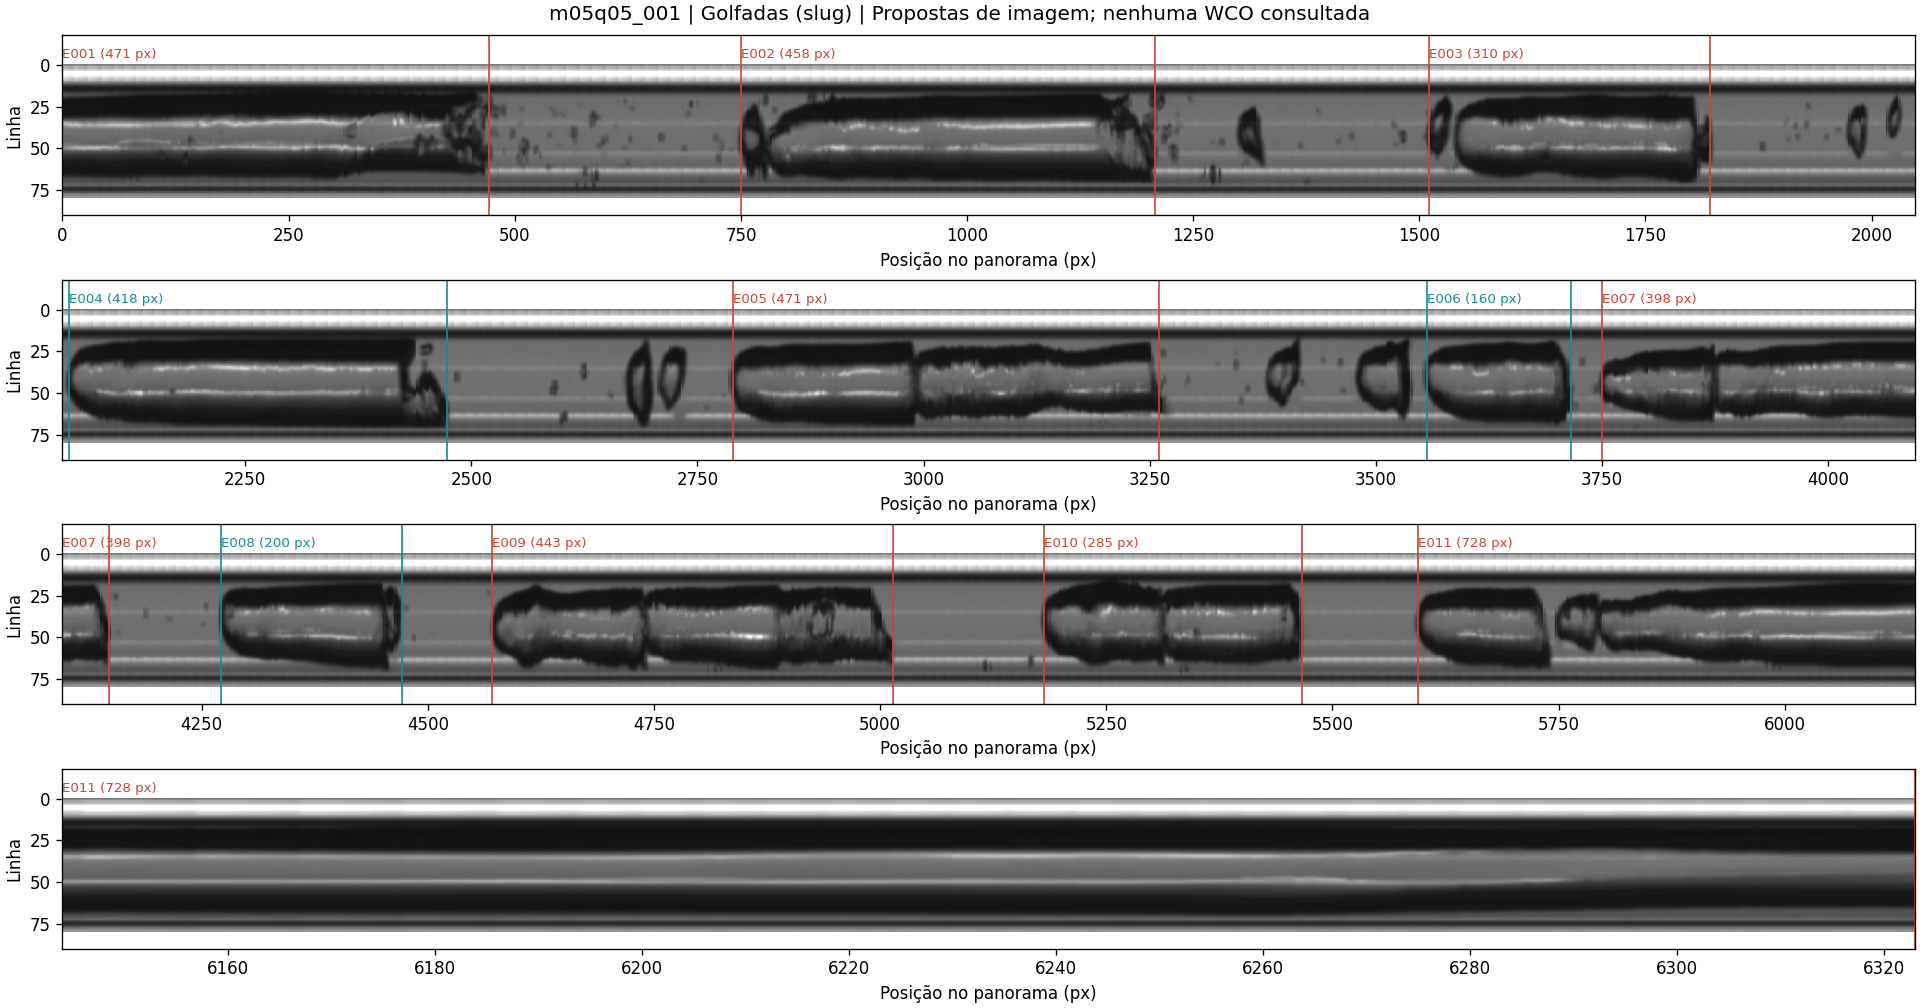 m05q05_001 | Golfadas (slug) | Propostas de imagem; nenhuma WCO consultada
E001 (471 px)
E002 (458 px)
E003 (310 px)
0
25
50
75
Linha
0
250
500
750
1000
1250
1500
1750
2000
Posição no panorama (px)
E004 (418 px)
E005 (471 px)
E006 (160 px)
E007 (398 px)
0
25
50
75
Linha
2250
2500
2750
3000
3250
3500
3750
4000
Posição no panorama (px)
E007 (398 px)
E008 (200 px)
E009 (443 px)
E010 (285 px)
E011 (728 px)
0
25
50
75
Linha
4250
4500
4750
5000
5250
5500
5750
6000
Posição no panorama (px)
E011 (728 px)
0
25
50
75
Linha
6160
6180
6200
6220
6240
6260
6280
6300
6320
Posição no panorama (px)